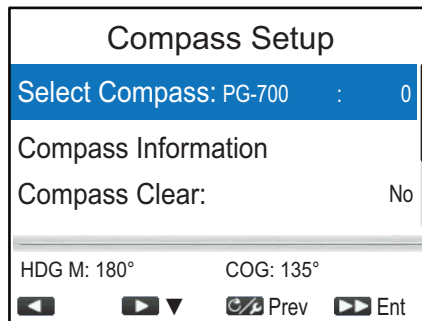 Compass Setup
Select Compass: PG-700 : 0
Compass Information
Compass Clear: No
HDG M: 180° COG: 135°
Prev Ent